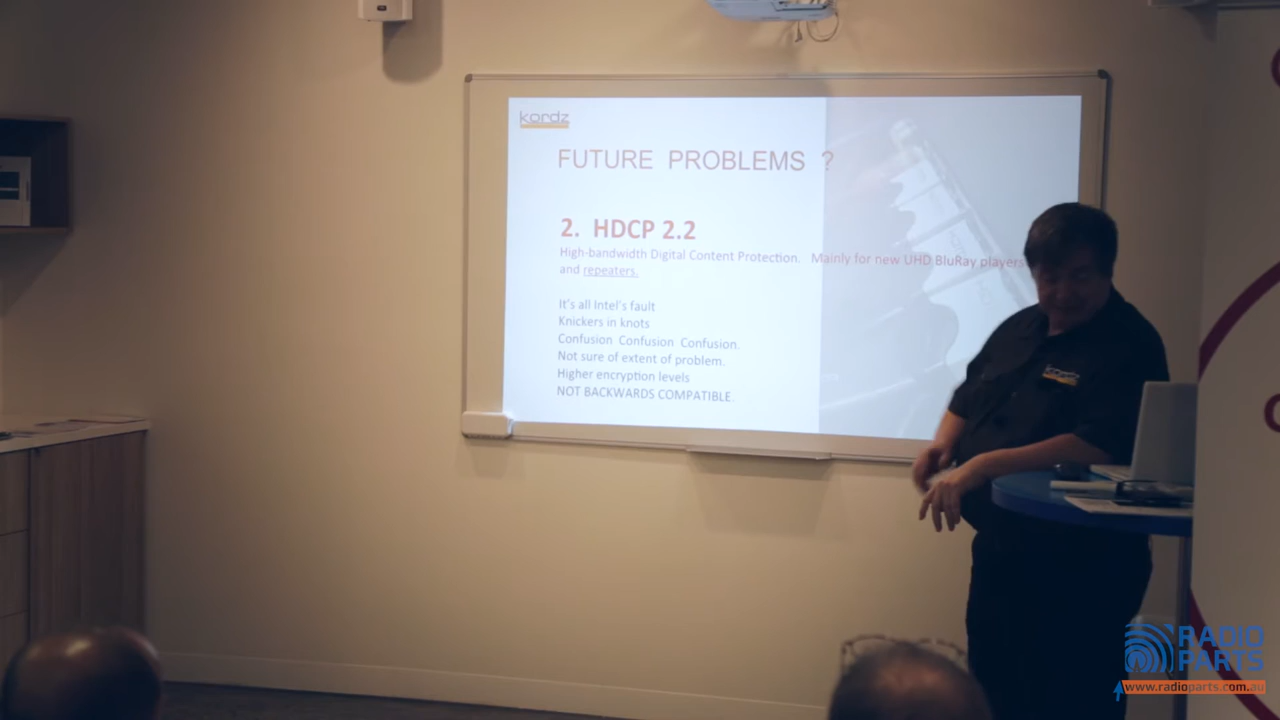 kordz
FUTURE PROBLEMS ?
2. HDCP 2.2
High-bandwidth Digital Content Protection. Mainly for new UHD BluRay players
and repeaters.
It's all Intel's fault
Knickers in knots
Confusion Confusion Confusion.
Not sure of extent of problem.
Higher encryption levels
NOT BACKWARDS COMPATIBLE.
kordz
RADIO
PARTS
www.radioparts.com.au